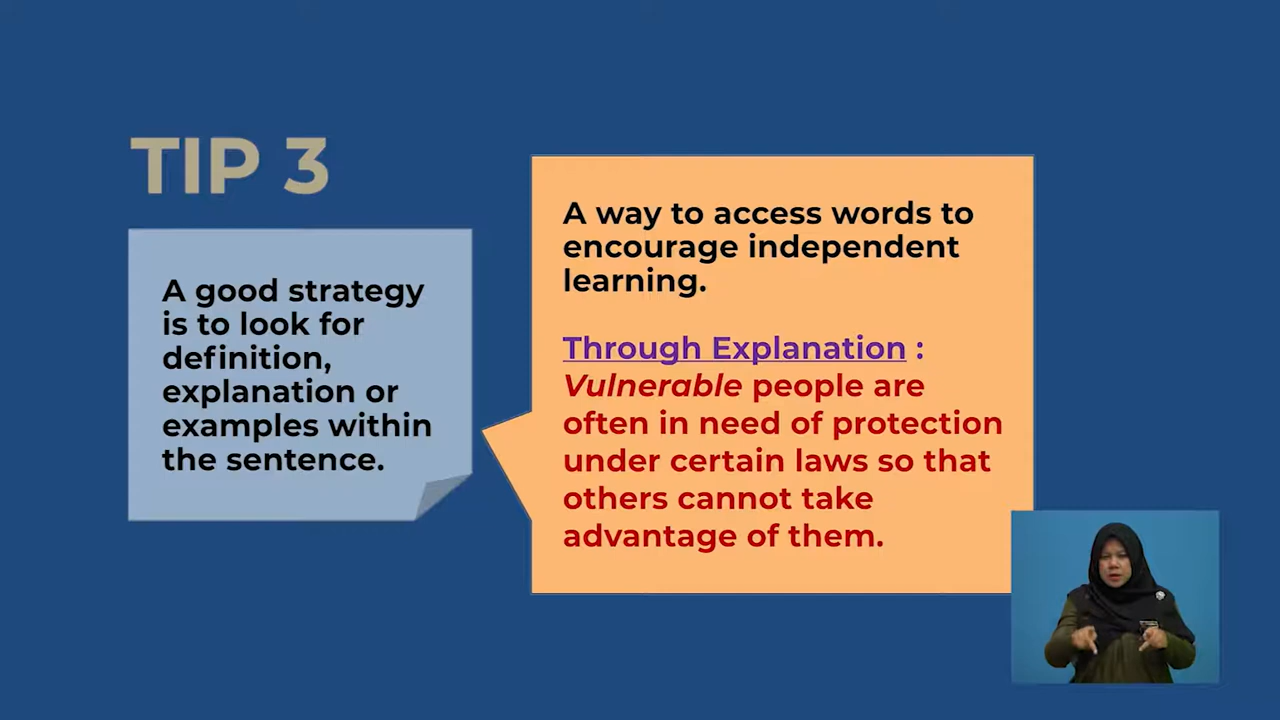 TIP 3
A good strategy
is to look for
definition,
explanation or
examples within
the sentence.
A way to access words to
encourage independent
learning.
Through Explanation :
Vulnerable people are
often in need of protection
under certain laws so that
others cannot take
advantage of them.